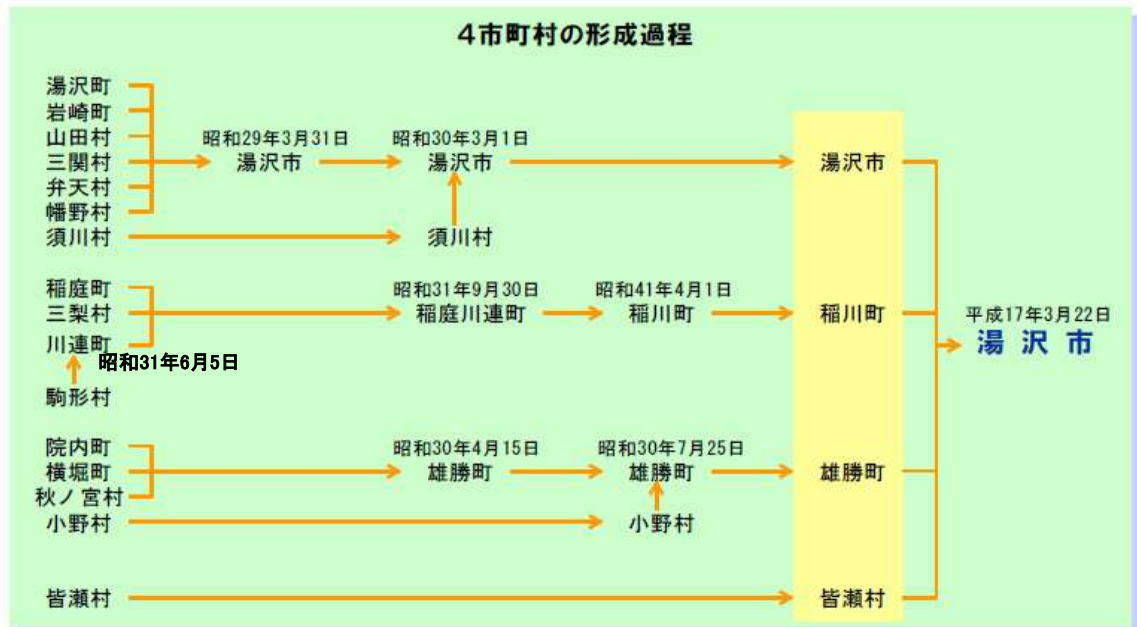 4市町村の形成過程
湯沢町
岩崎町
山田村
三関村
弁天村
幡野村
須川村
昭和29年3月31日
湯沢市
昭和30年3月1日
湯沢市
須川村
湯沢市
稲庭町
三梨村
川連町
昭和31年6月5日
駒形村
昭和31年9月30日
稲庭川連町
昭和41年4月1日
稲川町
稲川町
平成17年3月22日
湯沢市
院内町
横堀町
秋ノ宮村
小野村
昭和30年4月15日
雄勝町
昭和30年7月25日
雄勝町
小野村
雄勝町
皆瀬村
皆瀬村